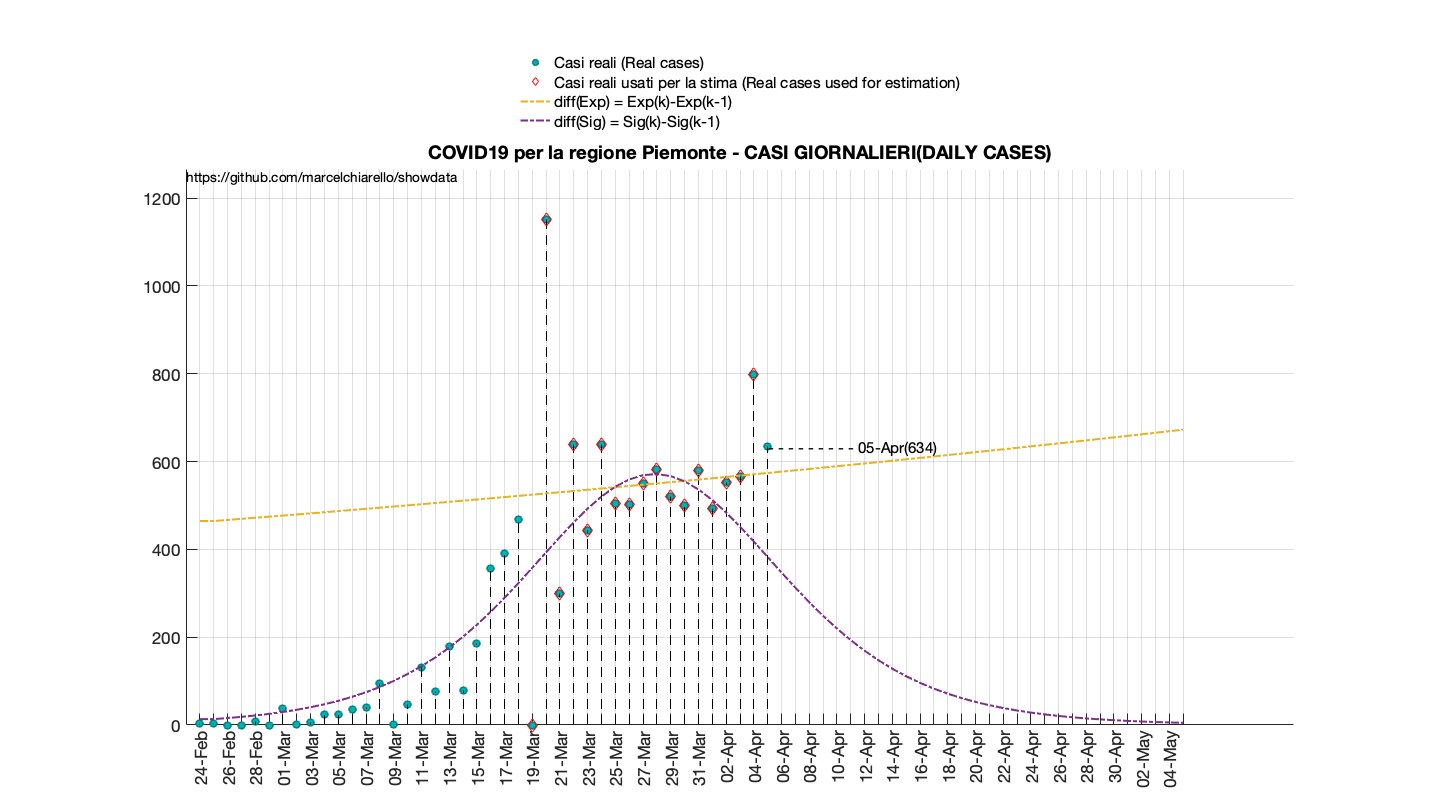 Casi reali (Real cases)
Casi reali usati per la stima (Real cases used for estimation)
diff(Exp) = Exp(k)-Exp(k-1)
diff(Sig) = Sig(k)-Sig(k-1)
COVID19 per la regione Piemonte - CASI GIORNALIERI(DAILY CASES)
https://github.com/marcelchiarello/showdata
1200
1000
800
600
400
200
0
05-Apr(634)
24-Feb
26-Feb
28-Feb
01-Mar
03-Mar
05-Mar
07-Mar
09-Mar
11-Mar
13-Mar
15-Mar
17-Mar
19-Mar
21-Mar
23-Mar
25-Mar
27-Mar
29-Mar
31-Mar
02-Apr
04-Apr
06-Apr
08-Apr
10-Apr
12-Apr
14-Apr
16-Apr
18-Apr
20-Apr
22-Apr
24-Apr
26-Apr
28-Apr
30-Apr
02-May
04-May